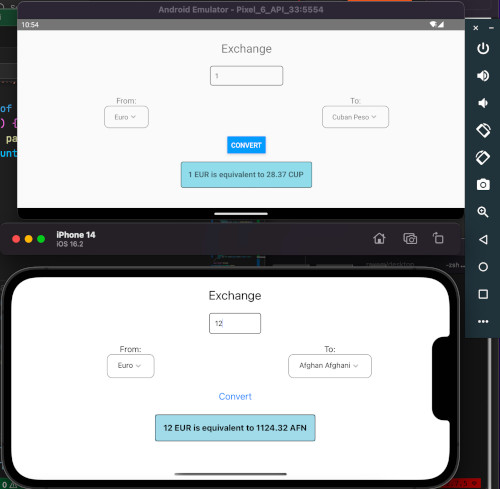 Android Emulator - Pixel_6_API_33:5554
10:54
Exchange
1
From:
To:
Euro
Cuban Peso
CONVERT
1 EUR is equivalent to 28.37 CUP
iPhone 14
iOS 16.2
Exchange
12
From:
To:
Euro
Afghan Afghani
Convert
12 EUR is equivalent to 1124.32 AFN
of
) {
pa
unt
-zsh